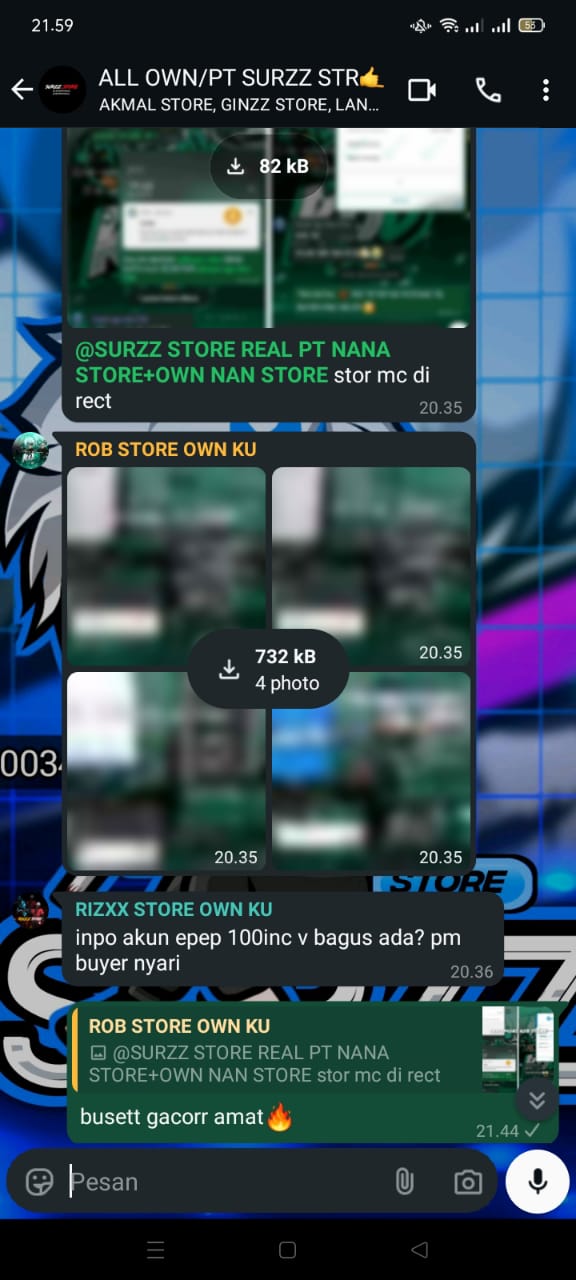 21.59
53
ALL OWN/PT SURZZ STR🤙
AKMAL STORE, GINZZ STORE, LAN...
82 kB
@SURZZ STORE REAL PT NANA
STORE+OWN NAN STORE stor mc di
rect
20.35
ROB STORE OWN KU
20.35
732 kB
4 photo
20.35
20.35
STORE
RIZXX STORE OWN KU
inpo akun epep 100inc v bagus ada? pm
buyer nyari
20.36
ROB STORE OWN KU
@SURZZ STORE REAL PT NANA
STORE+OWN NAN STORE stor mc di rect
busett gacorr amat🔥
21.44
Pesan